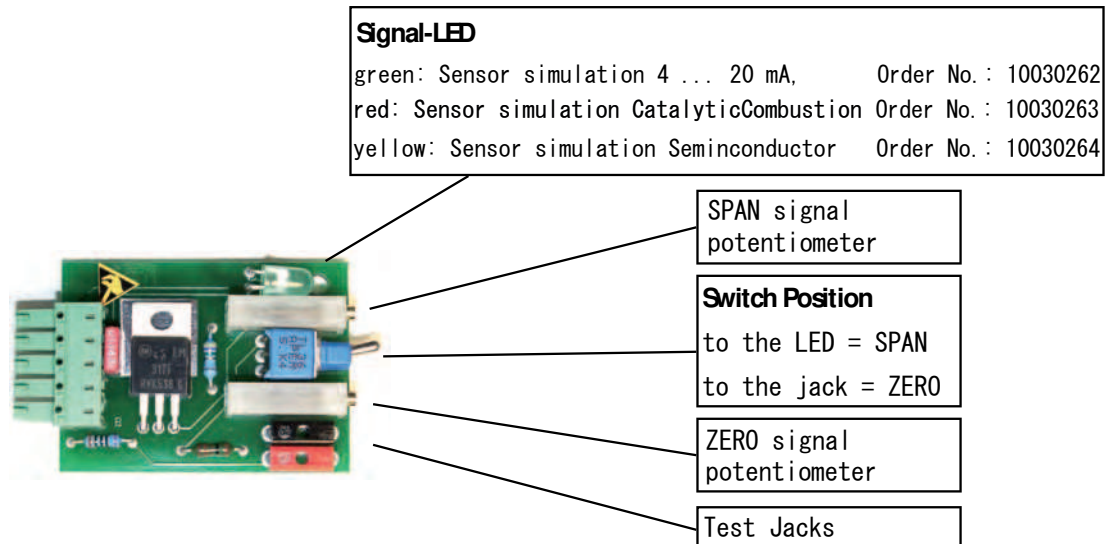 Signal-LED
green: Sensor simulation 4 ... 20 mA, Order No.: 10030262
red: Sensor simulation CatalyticCombustion Order No.: 10030263
yellow: Sensor simulation Seminconductor Order No.: 10030264
SPAN signal
potentiometer
Switch Position
to the LED = SPAN
to the jack = ZERO
ZERO signal
potentiometer
Test Jacks